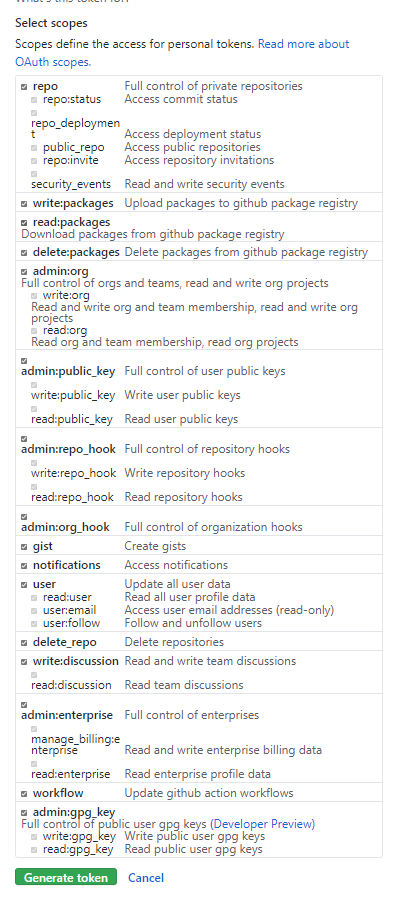 What's this token for?
Select scopes
Scopes define the access for personal tokens. Read more about
OAuth scopes.
repo Full control of private repositories
repo:status Access commit status
repo_deploymen
t Access deployment status
public_repo Access public repositories
repo:invite Access repository invitations
security_events Read and write security events
write:packages Upload packages to github package registry
read:packages
Download packages from github package registry
delete:packages Delete packages from github package registry
admin:org
Full control of orgs and teams, read and write org projects
write:org
Read and write org and team membership, read and write org
projects
read:org
Read org and team membership, read org projects
admin:public_key Full control of user public keys
write:public_key Write user public keys
read:public_key Read user public keys
admin:repo_hook Full control of repository hooks
write:repo_hook Write repository hooks
read:repo_hook Read repository hooks
admin:org_hook Full control of organization hooks
gist Create gists
notifications Access notifications
user Update all user data
read:user Read all user profile data
user:email Access user email addresses (read-only)
user:follow Follow and unfollow users
delete_repo Delete repositories
write:discussion Read and write team discussions
read:discussion Read team discussions
admin:enterprise Full control of enterprises
manage_billing:e
nterprise Read and write enterprise billing data
read:enterprise Read enterprise profile data
workflow Update github action workflows
admin:gpg_key
Full control of public user gpg keys (Developer Preview)
write:gpg_key Write public user gpg keys
read:gpg_key Read public user gpg keys
Generate token Cancel